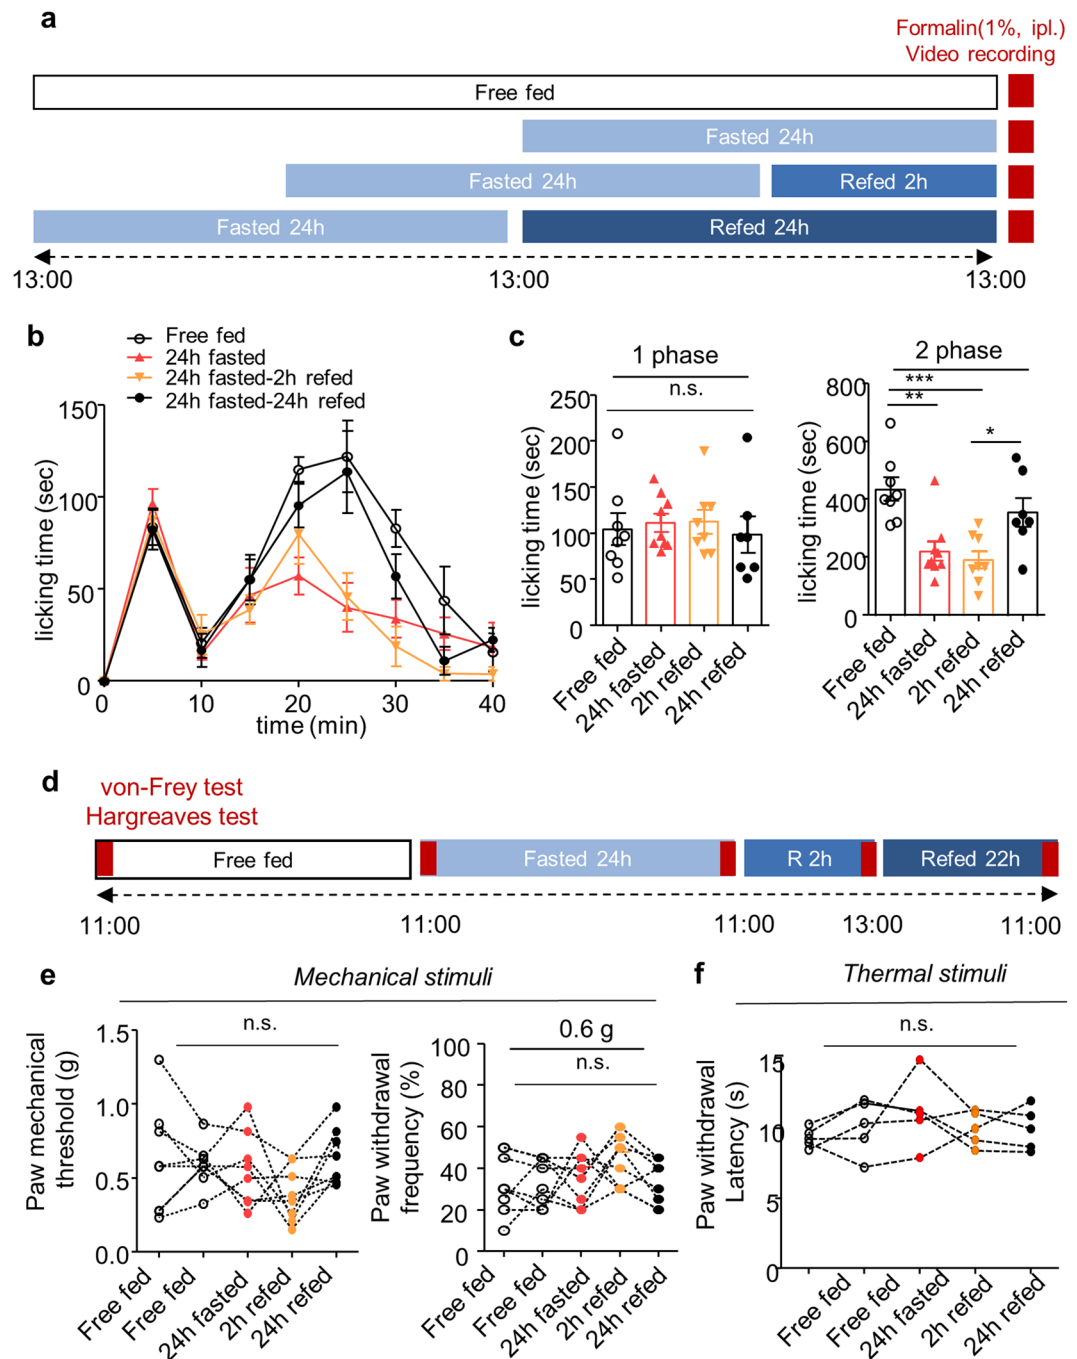 a
Formalin(1%, ipl.)
Video recording
Free fed
Fasted 24h
Fasted 24h
Refed 2h
Fasted 24h
Refed 24h
13:00
13:00
13:00
b
Free fed
24h fasted
24h fasted-2h refed
24h fasted-24h refed
150
100
50
0
licking time (sec)
0
10
20
30
40
time (min)
c
1 phase
n.s.
250
200
150
100
50
0
licking time (sec)
Free fed
24h fasted
2h refed
24h refed
2 phase
***
**
*
800
600
400
200
0
licking time (sec)
Free fed
24h fasted
2h refed
24h refed
d
von-Frey test
Hargreaves test
Free fed
Fasted 24h
R 2h
Refed 22h
11:00
11:00
11:00
13:00
11:00
e
Mechanical stimuli
n.s.
1.5
1.0
0.5
0.0
Paw mechanical
threshold (g)
Free fed
Free fed
24h fasted
2h refed
24h refed
0.6 g
n.s.
100
80
60
40
20
0
Paw withdrawal
frequency (%)
Free fed
Free fed
24h fasted
2h refed
24h refed
f
Thermal stimuli
n.s.
15
10
5
0
Paw withdrawal
Latency (s)
Free fed
Free fed
24h fasted
2h refed
24h refed